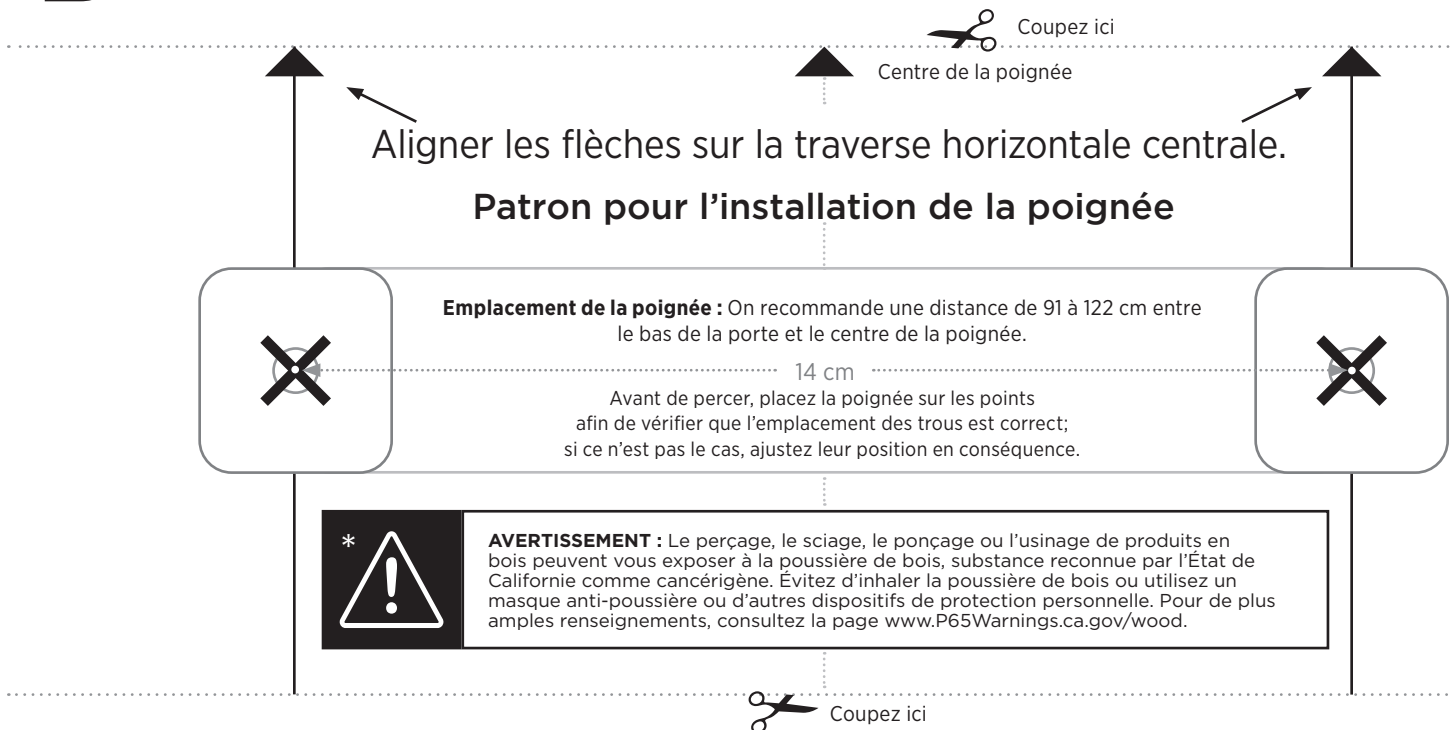 Coupez ici
Centre de la poignée
Aligner les flèches sur la traverse horizontale centrale.
Patron pour l'installation de la poignée
Emplacement de la poignée : On recommande une distance de 91 à 122 cm entre
le bas de la porte et le centre de la poignée.
14 cm
Avant de percer, placez la poignée sur les points
afin de vérifier que l'emplacement des trous est correct;
si ce n'est pas le cas, ajustez leur position en conséquence.
*
AVERTISSEMENT : Le perçage, le sciage, le ponçage ou l'usinage de produits en
bois peuvent vous exposer à la poussière de bois, substance reconnue par l'État de
Californie comme cancérigène. Évitez d'inhaler la poussière de bois ou utilisez un
masque anti-poussière ou d'autres dispositifs de protection personnelle. Pour de plus
amples renseignements, consultez la page www.P65Warnings.ca.gov/wood.
Coupez ici